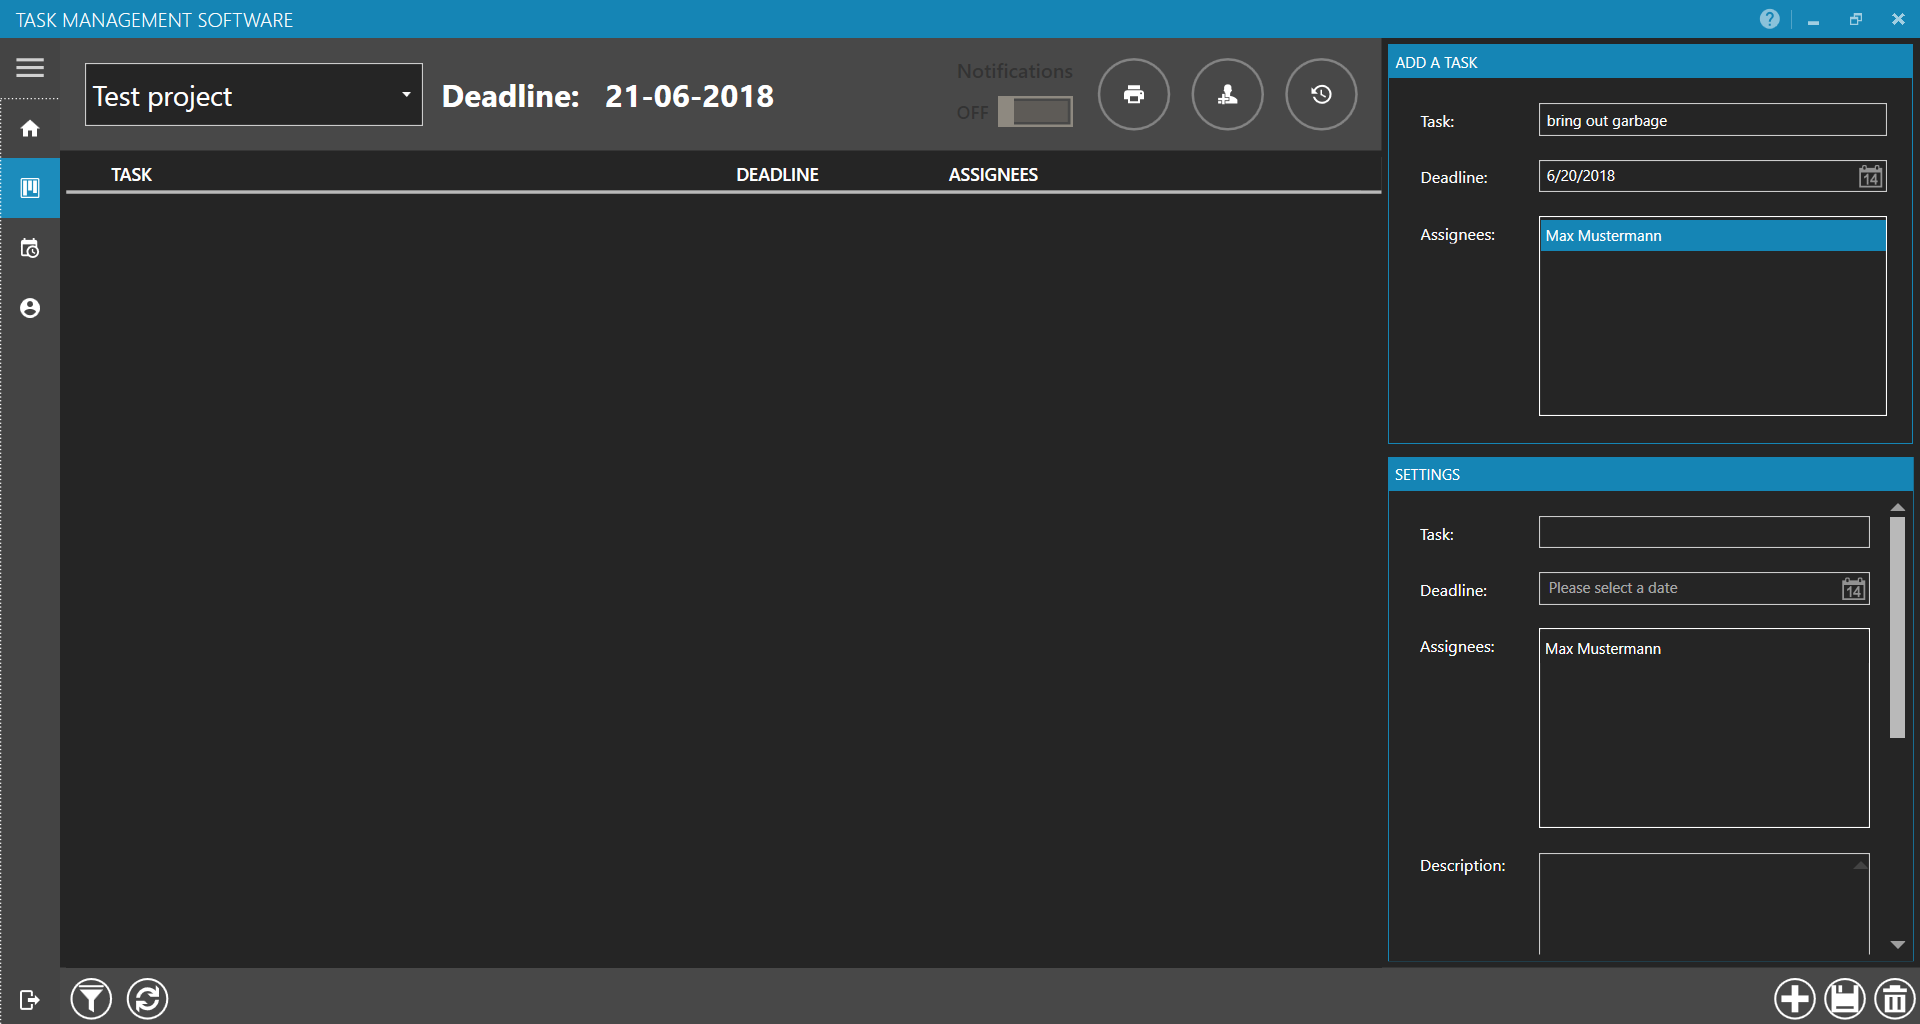 TASK MANAGEMENT SOFTWARE
Test project
Deadline: 21-06-2018
Notifications
OFF
TASK DEADLINE ASSIGNEES
ADD A TASK
Task: bring out garbage
Deadline: 6/20/2018 14
Assignees: Max Mustermann
SETTINGS
Task:
Deadline: Please select a date 14
Assignees: Max Mustermann
Description: